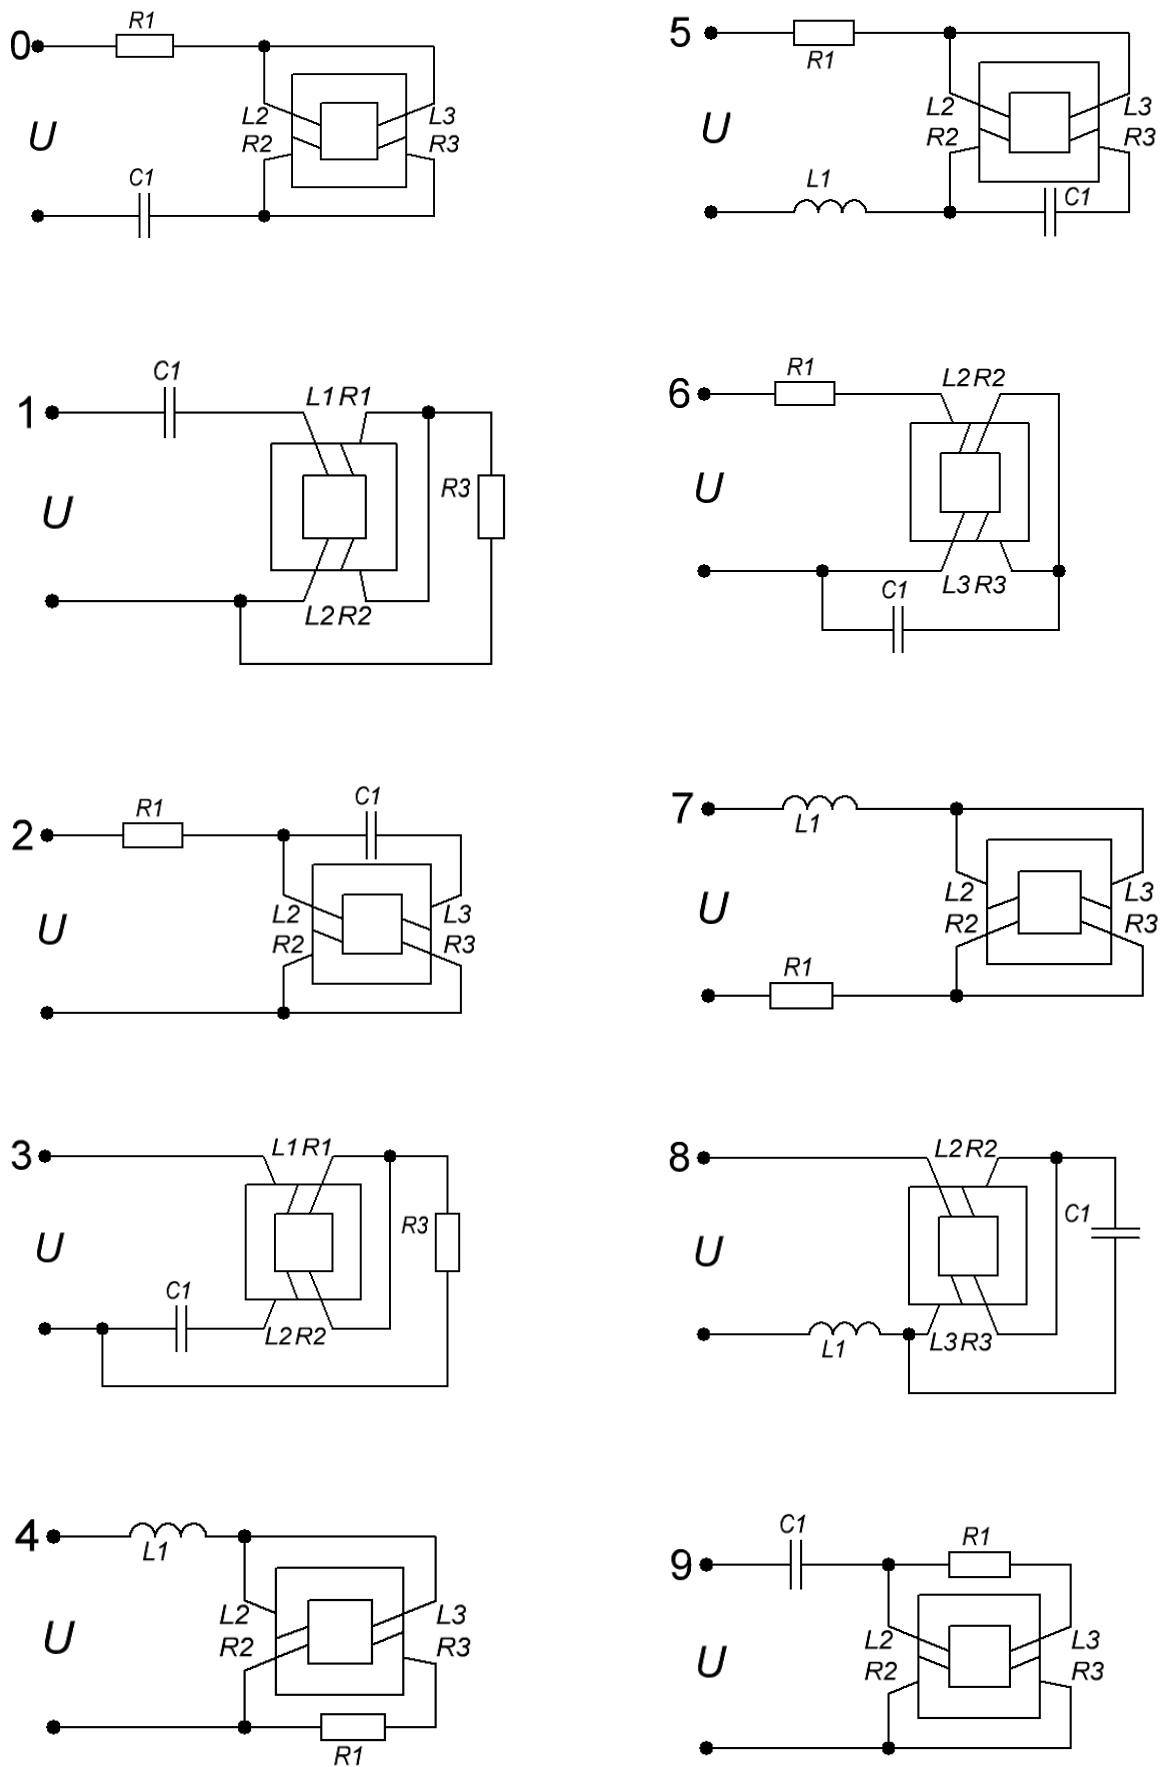 0 R1
L2 L3
R2 R3
U
C1
5 R1
L2 L3
R2 R3
U
L1 C1
1 C1
L1 R1
R3
U
L2 R2
6 R1 L2 R2
U
C1 L3 R3
2 R1 C1
L2 L3
R2 R3
U
7 L1
L2 L3
R2 R3
U
R1
3 L1 R1
R3
U
C1
L2 R2
8 L2 R2
C1
U
L1 L3 R3
4 L1
L2 L3
R2 R3
U
R1
9 C1 R1
L2 L3
R2 R3
U